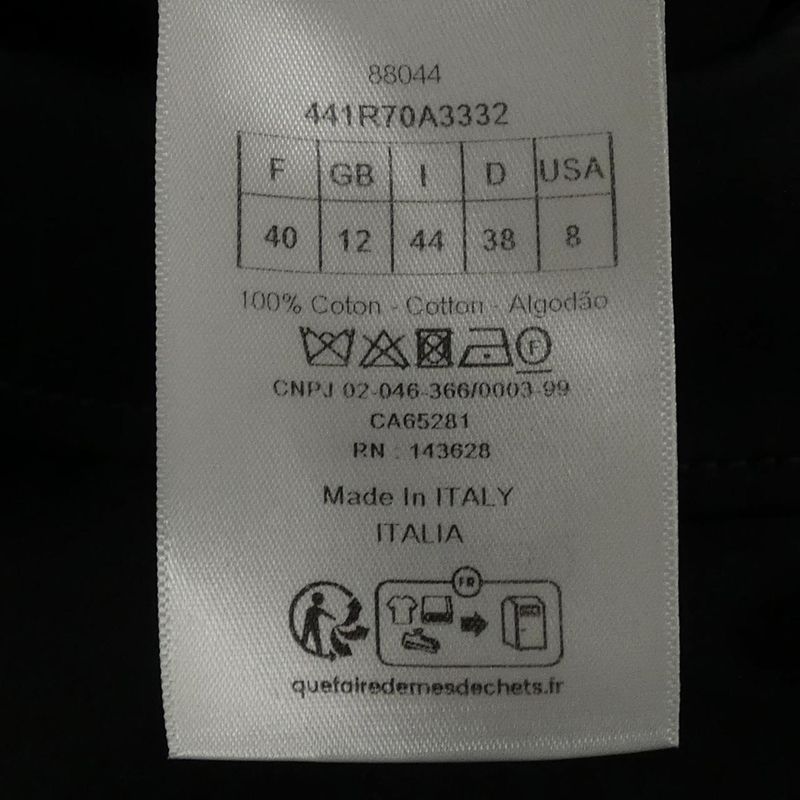 88044
441R70A3332
F GB I D USA
40 12 44 38 8
100% Coton - Cotton - Algodão
F
CNPJ 02-046-366/0003-99
CA65281
RN : 143628
Made In ITALY
ITALIA
FR
quefairedemesdechets.fr